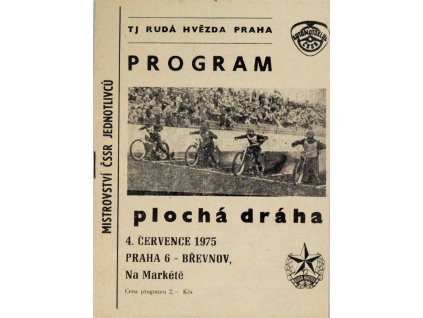 TJ RUDÁ HVĚZDA PRAHA
PROGRAM
MISTROVSTVÍ ČSSR JEDNOTLIVCŮ
plochá dráha
4. ČERVENCE 1975
PRAHA 6 - BŘEVNOV,
Na Markétě
Cena programu 2,— Kčs